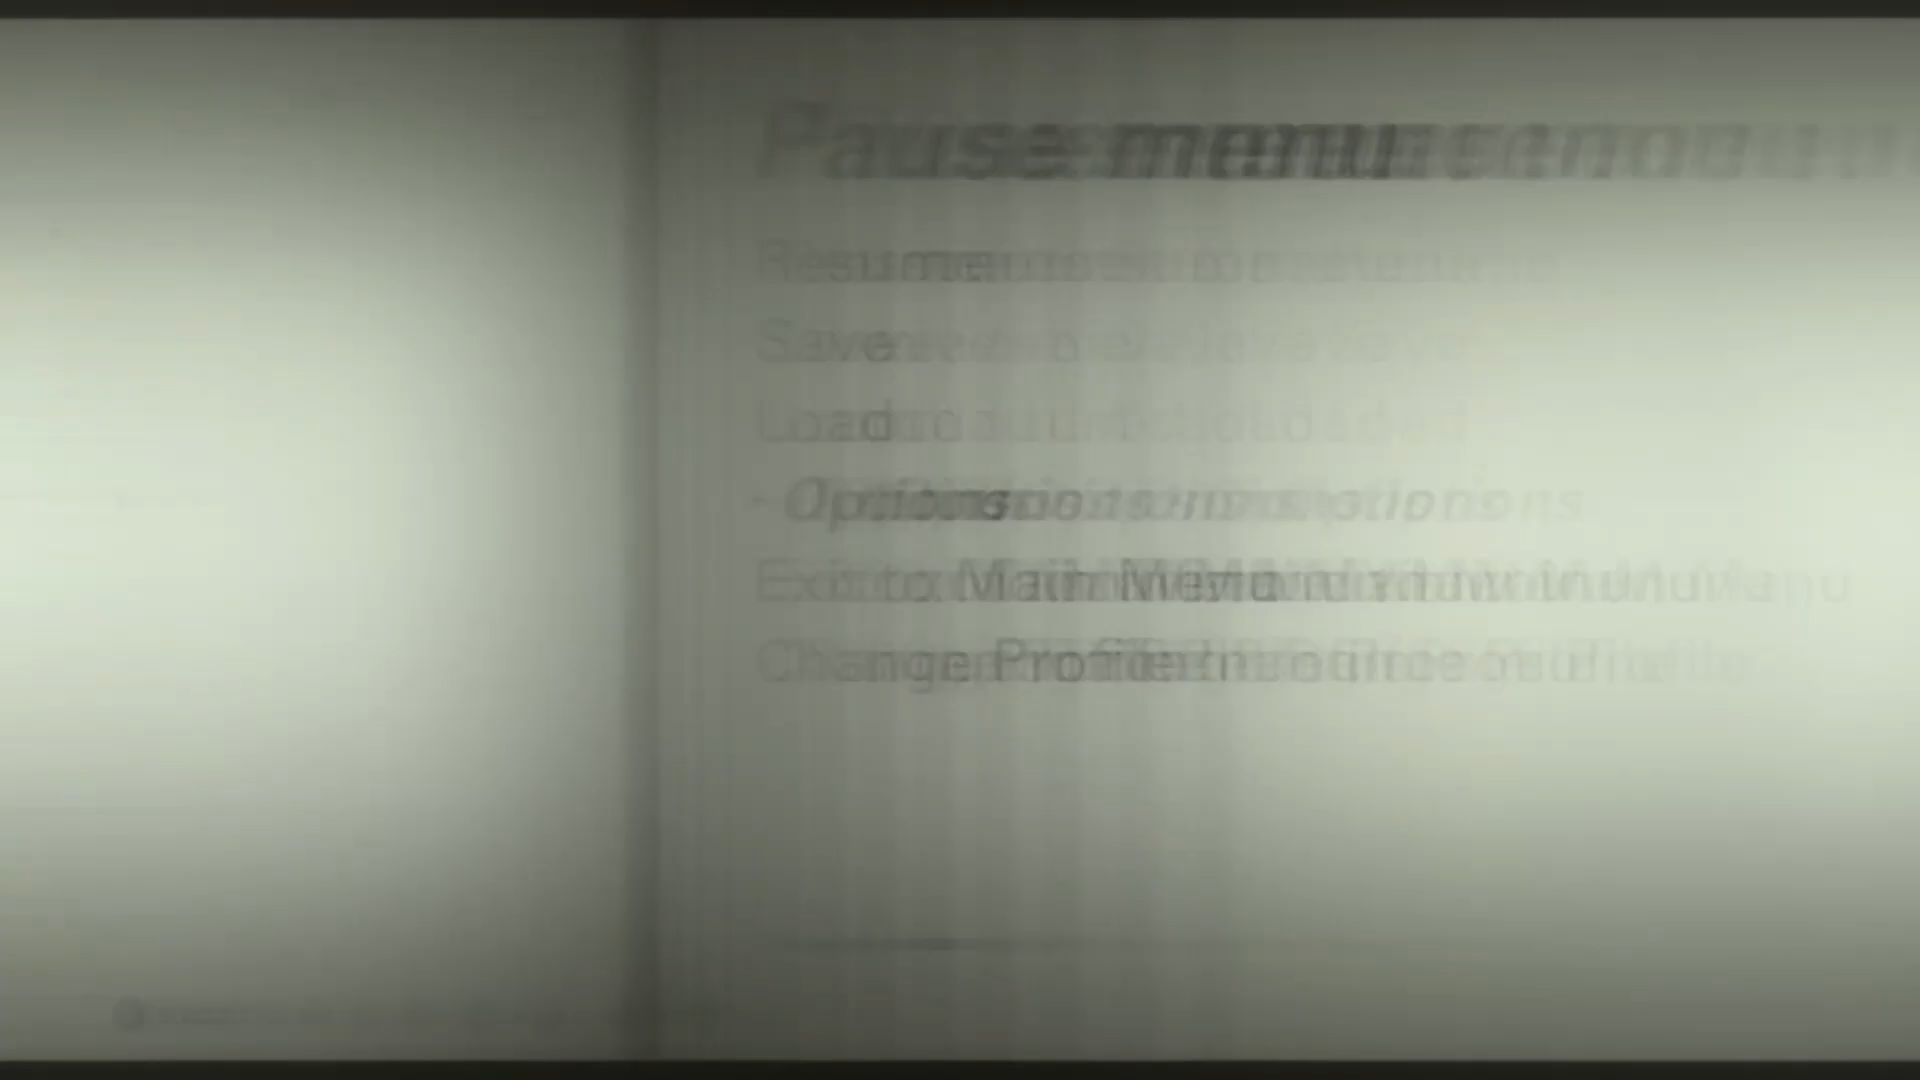 Pause menu
Resume
Save
Load
- Options
Exit to Main Menu
Change Profile